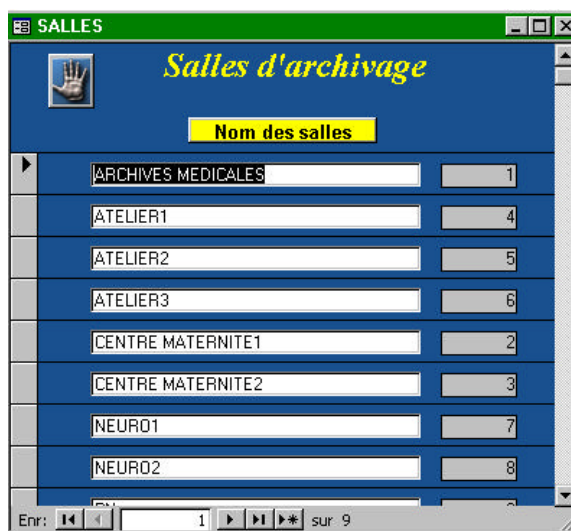 SALLES
Salles d'archivage
Nom des salles
ARCHIVES MEDICALES 1
ATELIER1 4
ATELIER2 5
ATELIER3 6
CENTRE MATERNITE1 2
CENTRE MATERNITE2 3
NEURO1 7
NEURO2 8
Enr: 1 sur 9